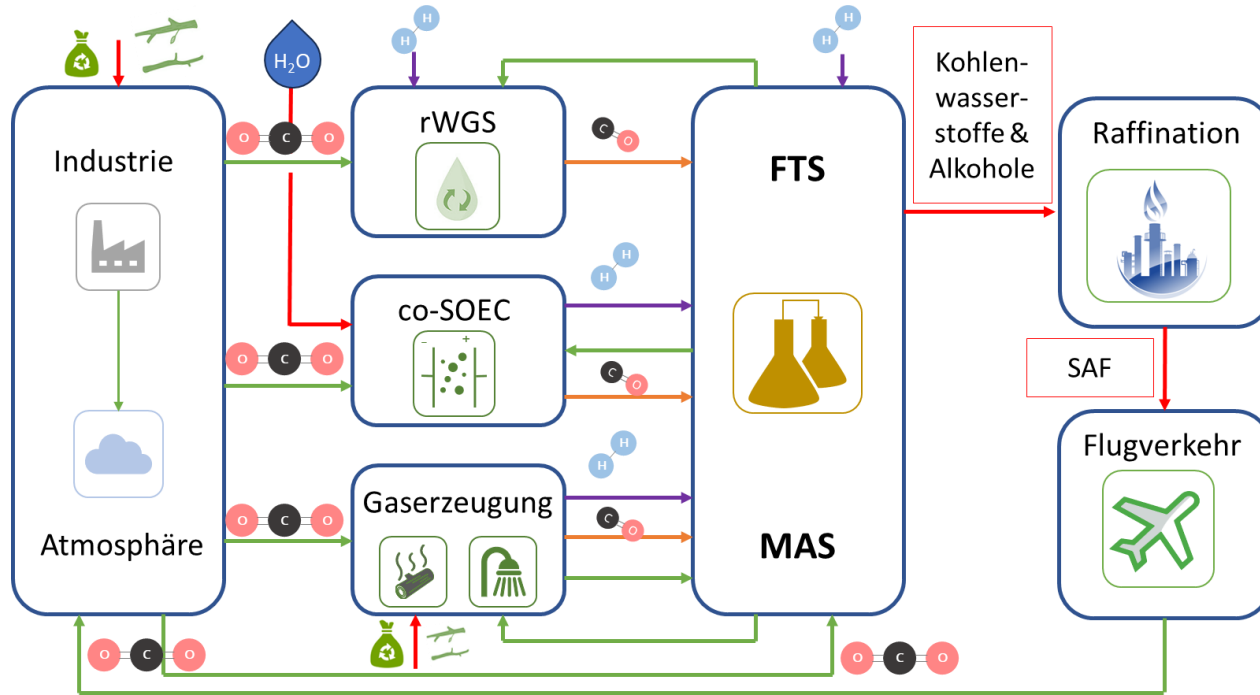 H₂O
H
H
H
H
rWGS
Industrie
O C O
C
O
FTS
Kohlen-
wasser-
stoffe &
Alkohole
Raffination
co-SOEC
H
H
− +
O C O
C
O
SAF
Gaserzeugung
H
H
Flugverkehr
O C O
C
O
Atmosphäre
MAS
O C O
O C O